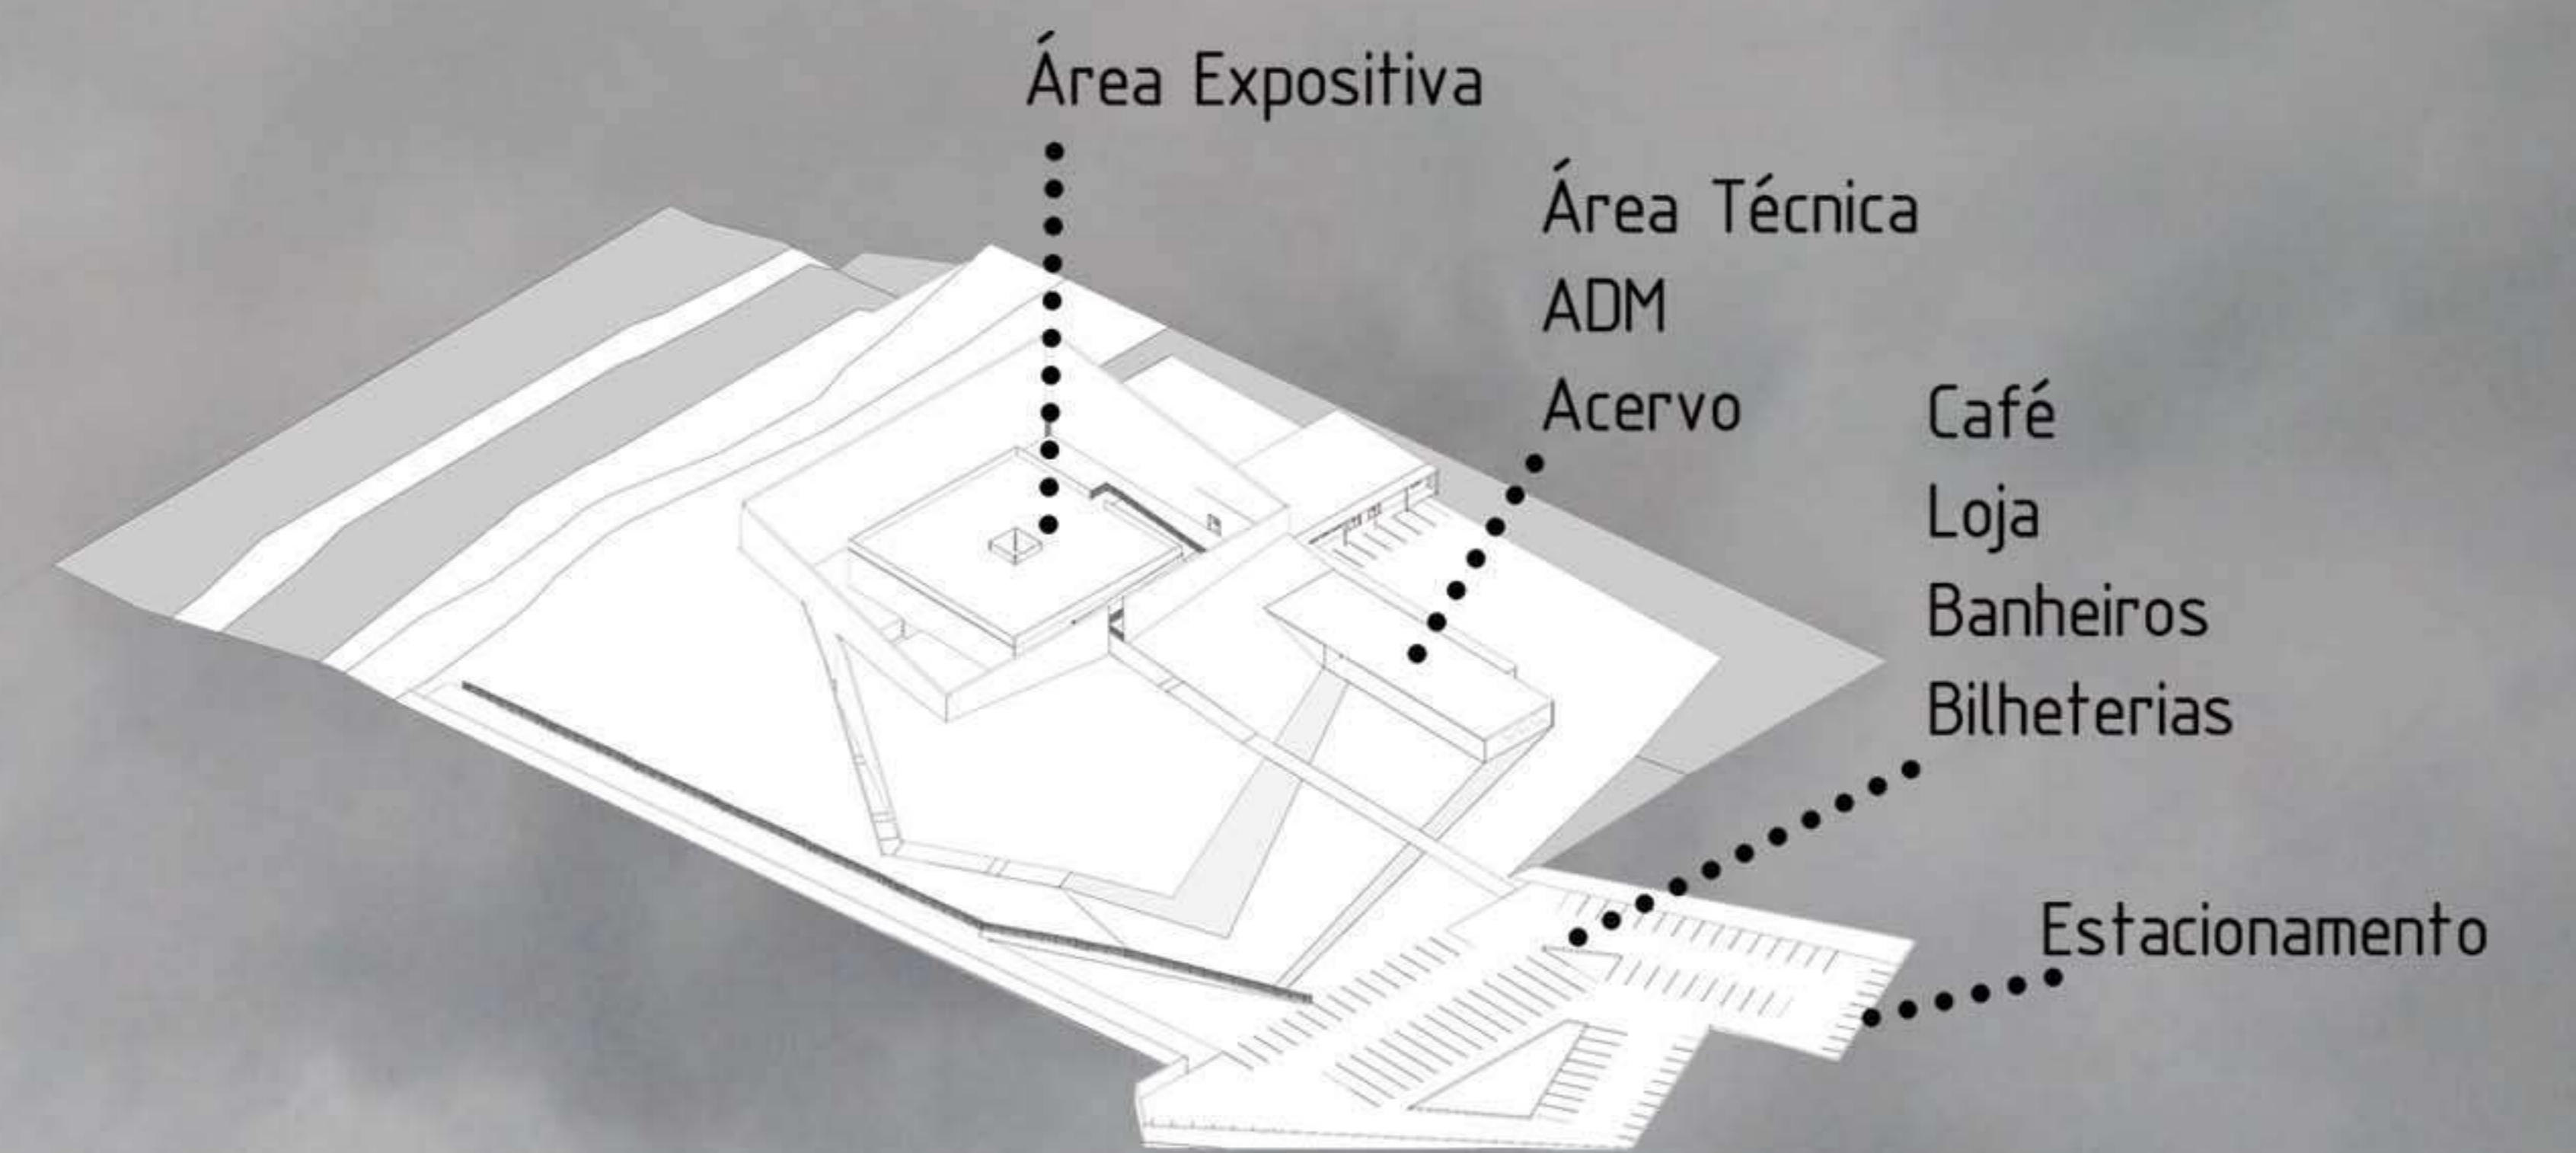 Área Expositiva
Área Técnica
ADM
Acervo
Café
Loja
Banheiros
Bilheterias
Estacionamento